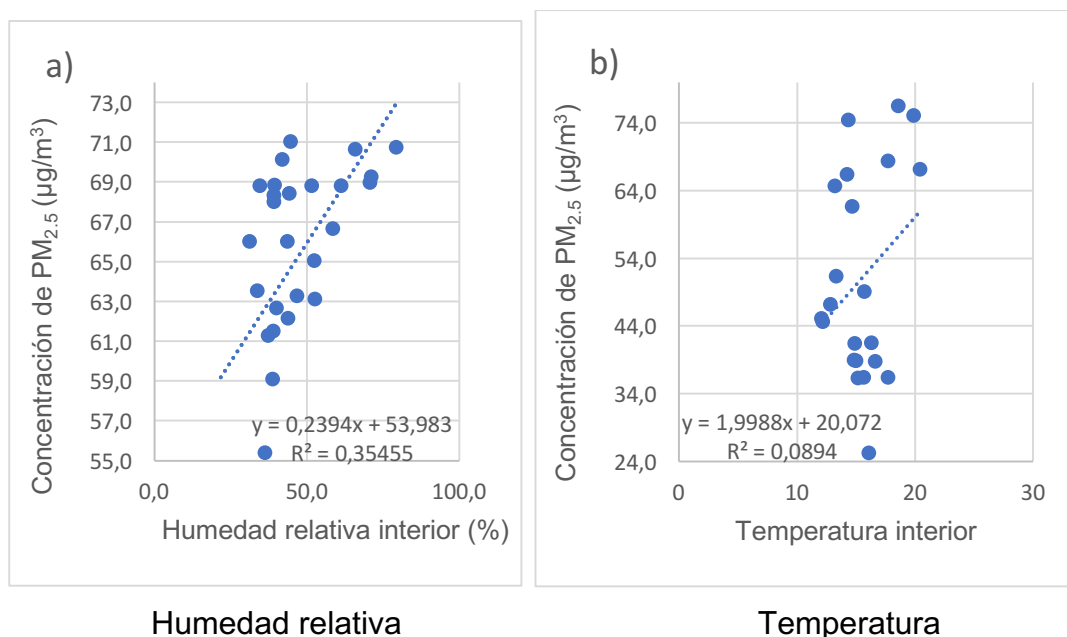 a)
Concentración de PM2.5 (µg/m³)
73,0
71,0
69,0
67,0
65,0
63,0
61,0
59,0
57,0
55,0
y = 0,2394x + 53,983
R² = 0,35455
0,0
50,0
100,0
Humedad relativa interior (%)
Humedad relativa
b)
Concentración de PM2.5 (µg/m³)
74,0
64,0
54,0
44,0
34,0
24,0
y = 1,9988x + 20,072
R² = 0,0894
0
10
20
30
Temperatura interior
Temperatura